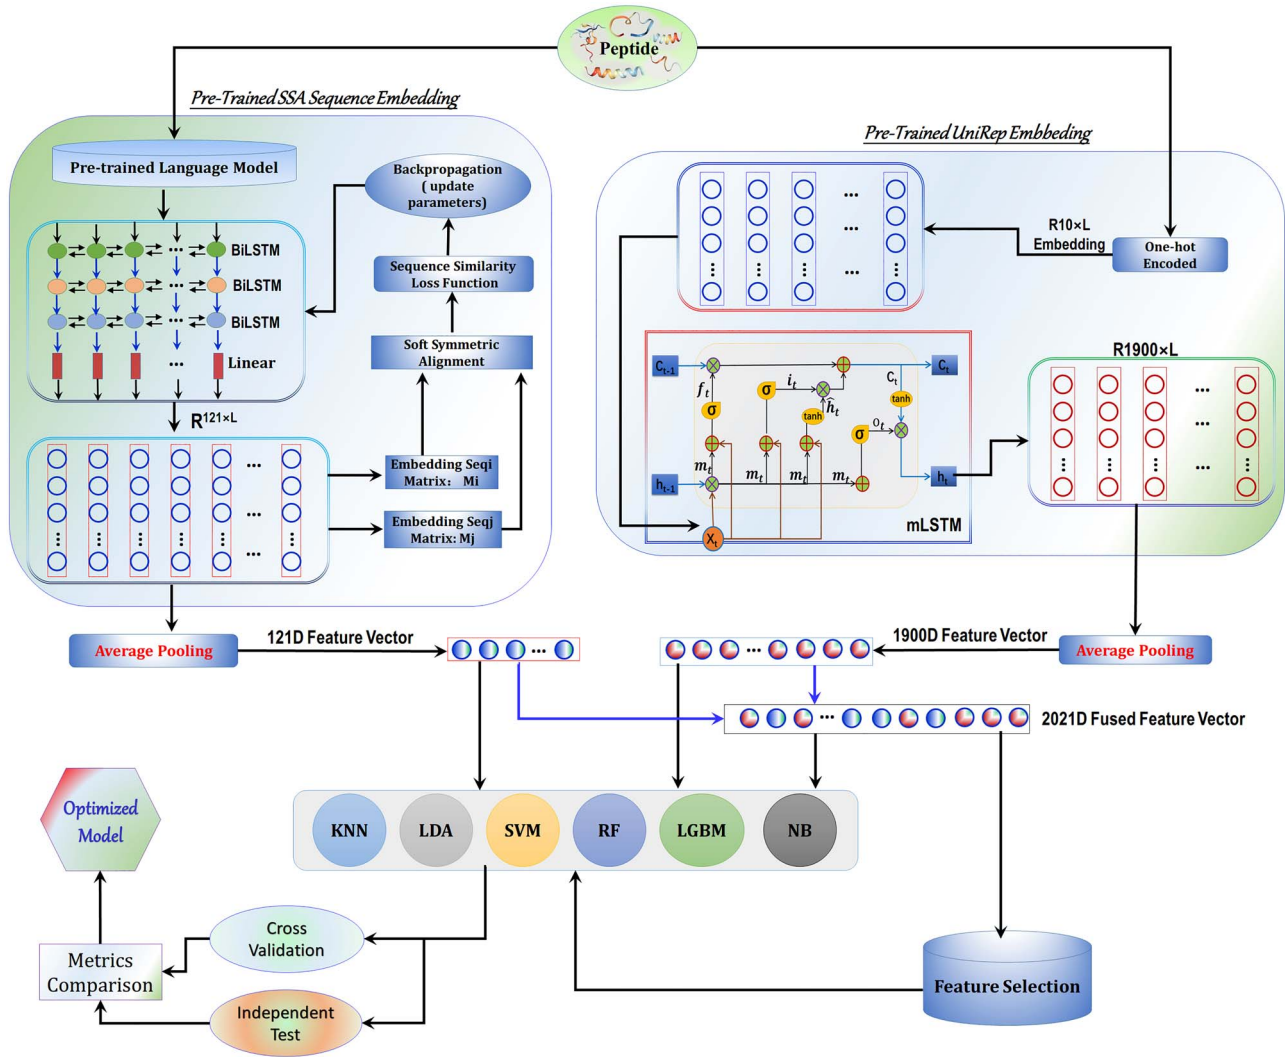 Peptide
Pre-Trained SSA Sequence Embedding
Pre-trained Language Model
Backpropagation
( update
parameters)
BiLSTM
BiLSTM
BiLSTM
Linear
Sequence Similarity
Loss Function
Soft Symmetric
Alignment
R121×L
Embedding Seqi
Matrix: Mi
Embedding Seqj
Matrix: Mj
Pre-Trained UniRep Embbeding
R10×L
Embedding
One-hot
Encoded
Ct-1
ft
σ
it
σ
tanh
ĥt
Ct
tanh
Ct
σ
ot
mt
mt
mt
mt
ht-1
ht
Xt
mLSTM
R1900×L
Average Pooling
121D Feature Vector
1900D Feature Vector
Average Pooling
2021D Fused Feature Vector
KNN
LDA
SVM
RF
LGBM
NB
Optimized
Model
Cross
Validation
Metrics
Comparison
Independent
Test
Feature Selection